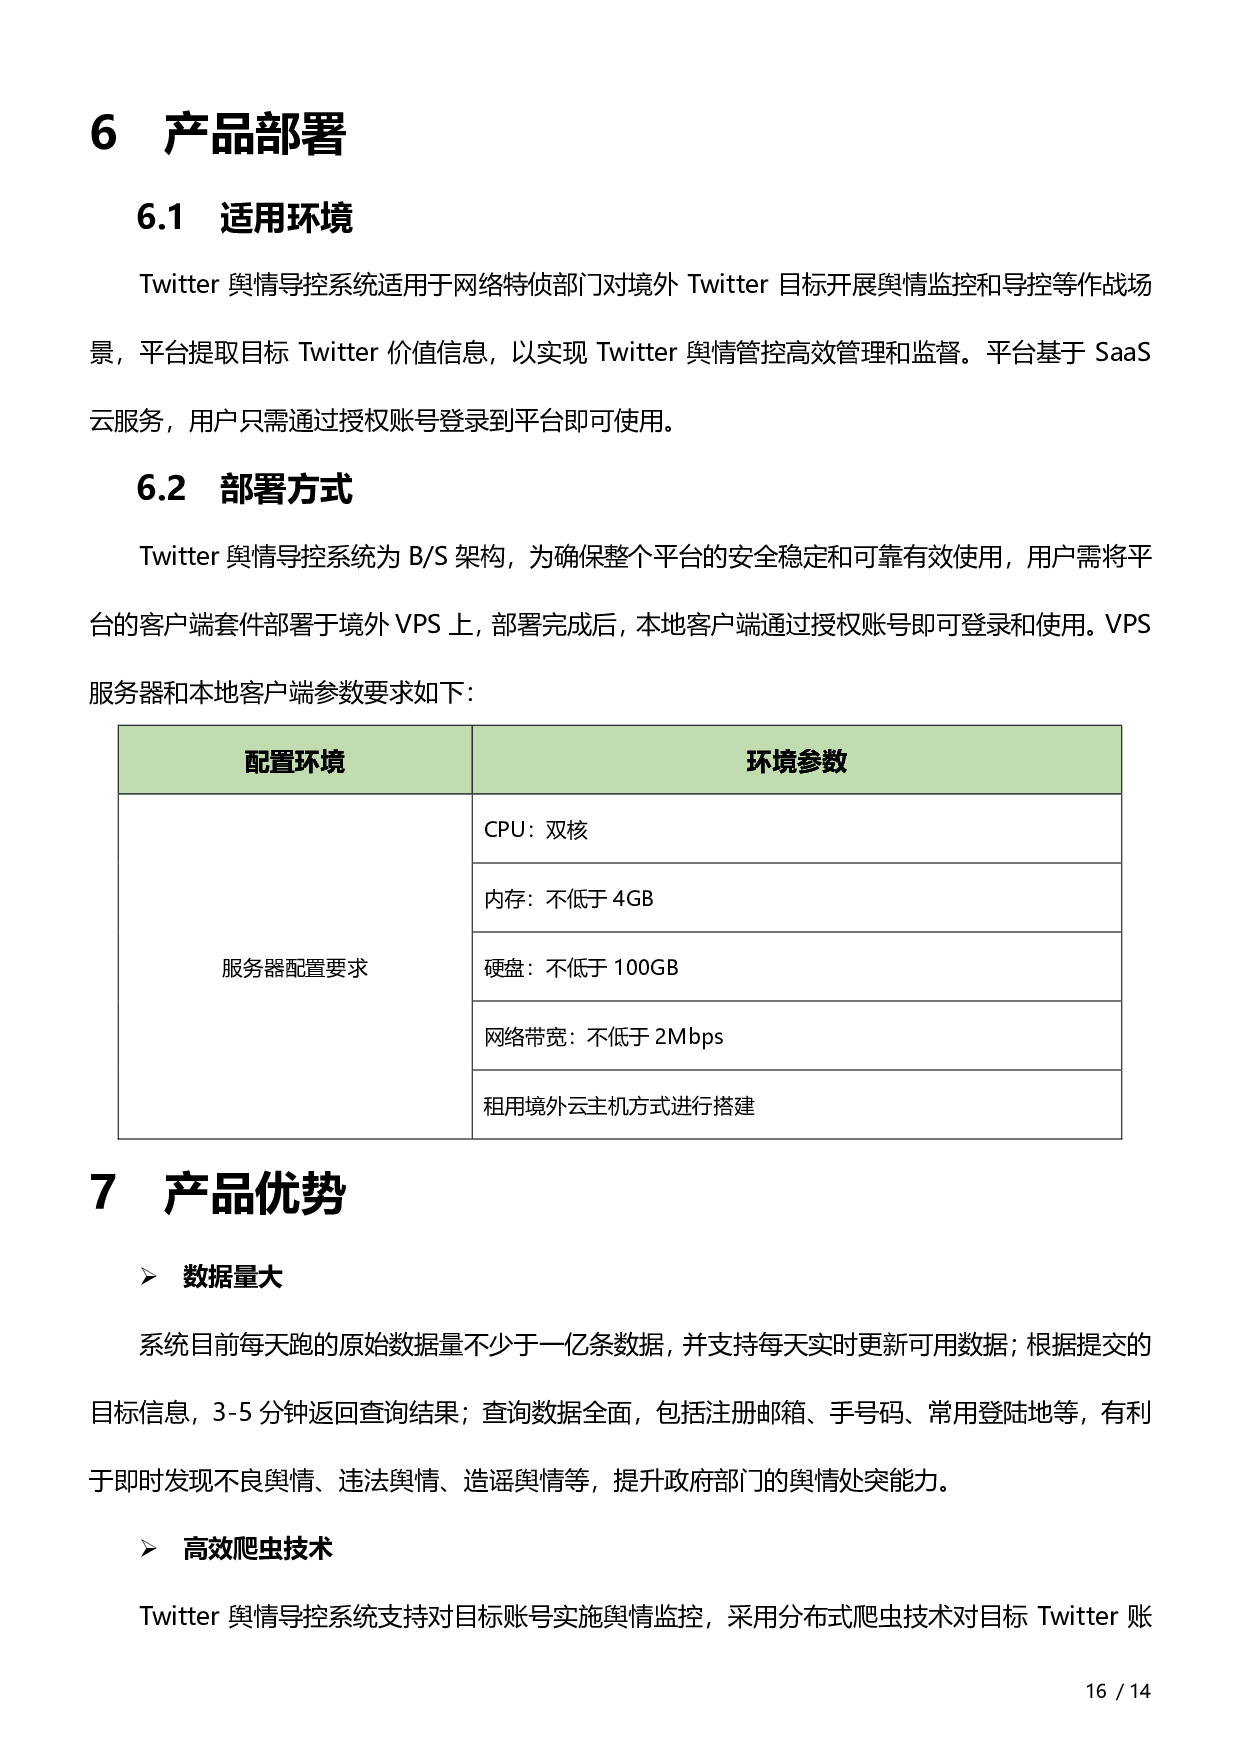 6 产品部署
6.1 适用环境
Twitter 舆情导控系统适用于网络特侦部门对境外 Twitter 目标开展舆情监控和导控等作战场
景，平台提取目标 Twitter 价值信息，以实现 Twitter 舆情管控高效管理和监督。平台基于 SaaS
云服务，用户只需通过授权账号登录到平台即可使用。
6.2 部署方式
Twitter 舆情导控系统为 B/S 架构，为确保整个平台的安全稳定和可靠有效使用，用户需将平
台的客户端套件部署于境外 VPS 上，部署完成后，本地客户端通过授权账号即可登录和使用。VPS
服务器和本地客户端参数要求如下：
配置环境 环境参数
CPU：双核
内存：不低于 4GB
服务器配置要求 硬盘：不低于 100GB
网络带宽：不低于 2Mbps
租用境外云主机方式进行搭建
7 产品优势
➢ 数据量大
系统目前每天跑的原始数据量不少于一亿条数据，并支持每天实时更新可用数据；根据提交的
目标信息，3-5 分钟返回查询结果；查询数据全面，包括注册邮箱、手号码、常用登陆地等，有利
于即时发现不良舆情、违法舆情、造谣舆情等，提升政府部门的舆情处突能力。
➢ 高效爬虫技术
Twitter 舆情导控系统支持对目标账号实施舆情监控，采用分布式爬虫技术对目标 Twitter 账
16 / 14